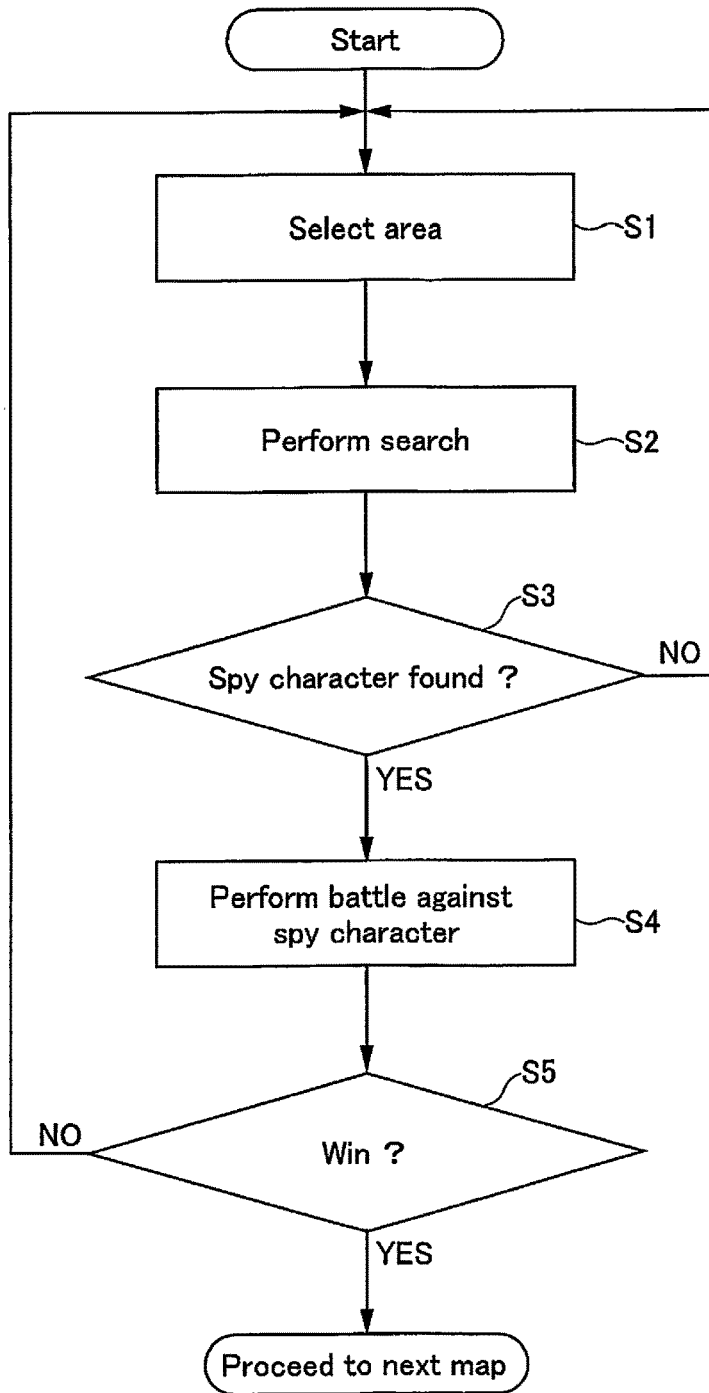 Start
Select area
S1
Perform search
S2
S3
Spy character found ?
NO
YES
Perform battle against
spy character
S4
S5
NO
Win ?
YES
Proceed to next map